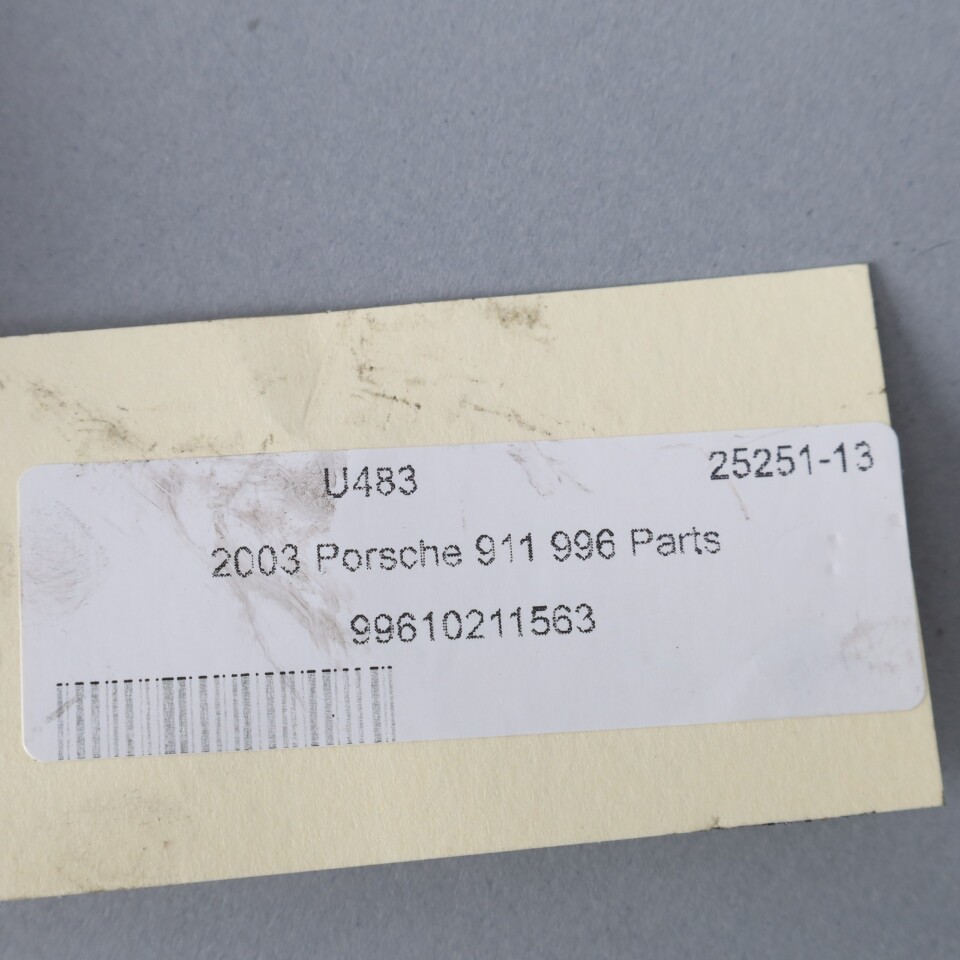 U483 25251-13
2003 Porsche 911 996 Parts
99610211563